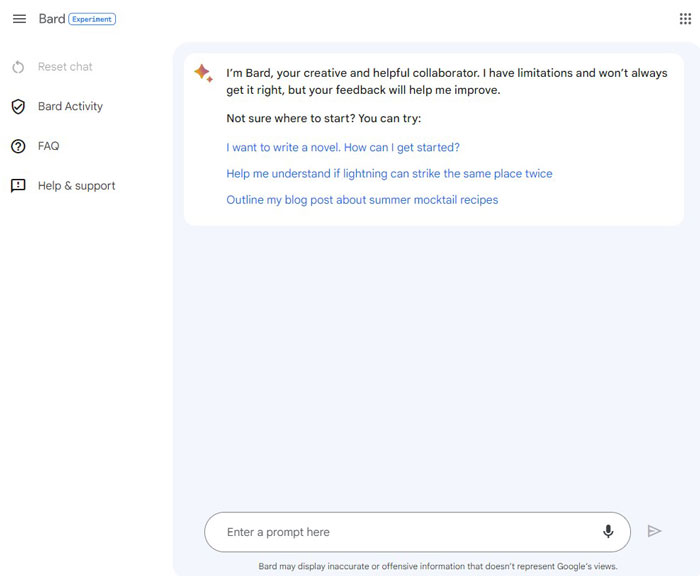 Bard Experiment
Reset chat
Bard Activity
FAQ
Help & support
I’m Bard, your creative and helpful collaborator. I have limitations and won’t always
get it right, but your feedback will help me improve.
Not sure where to start? You can try:
I want to write a novel. How can I get started?
Help me understand if lightning can strike the same place twice
Outline my blog post about summer mocktail recipes
Enter a prompt here
Bard may display inaccurate or offensive information that doesn’t represent Google’s views.